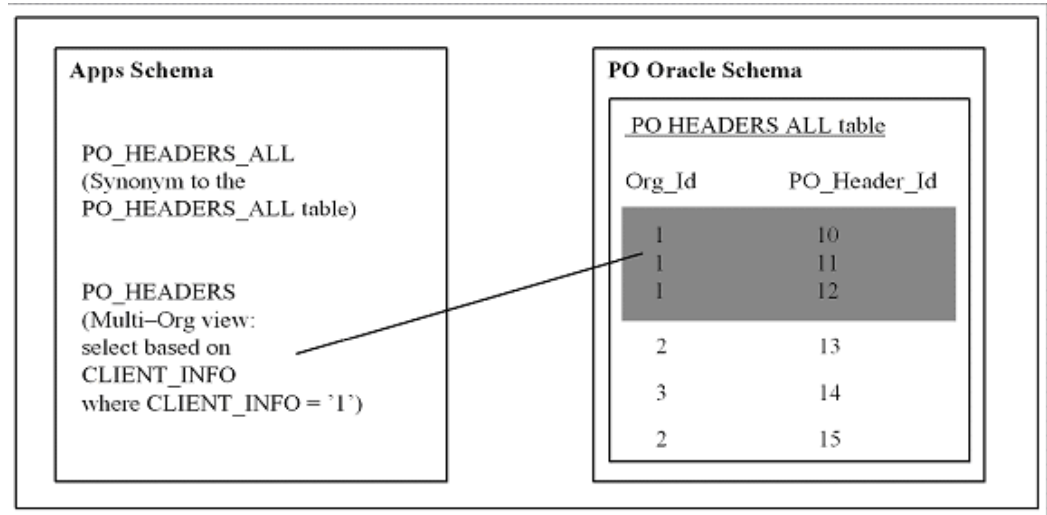 Apps Schema
PO_HEADERS_ALL
(Synonym to the
PO_HEADERS_ALL table)
PO_HEADERS
(Multi–Org view:
select based on
CLIENT_INFO
where CLIENT_INFO = ’1’)
PO Oracle Schema
PO HEADERS ALL table
Org_Id PO_Header_Id
1 10
1 11
1 12
2 13
3 14
2 15